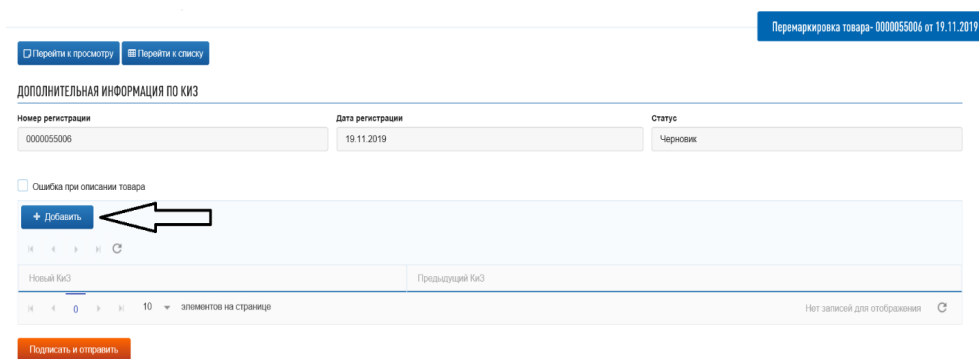 Перемаркировка товара- 0000055006 от 19.11.2019
Перейти к просмотру Перейти к списку
ДОПОЛНИТЕЛЬНАЯ ИНФОРМАЦИЯ ПО КИЗ
Номер регистрации Дата регистрации Статус
0000055006 19.11.2019 Черновик
Ошибка при описании товара
+ Добавить
Новый КиЗ Предыдущий КиЗ
0 10 элементов на странице Нет записей для отображения
Подписать и отправить